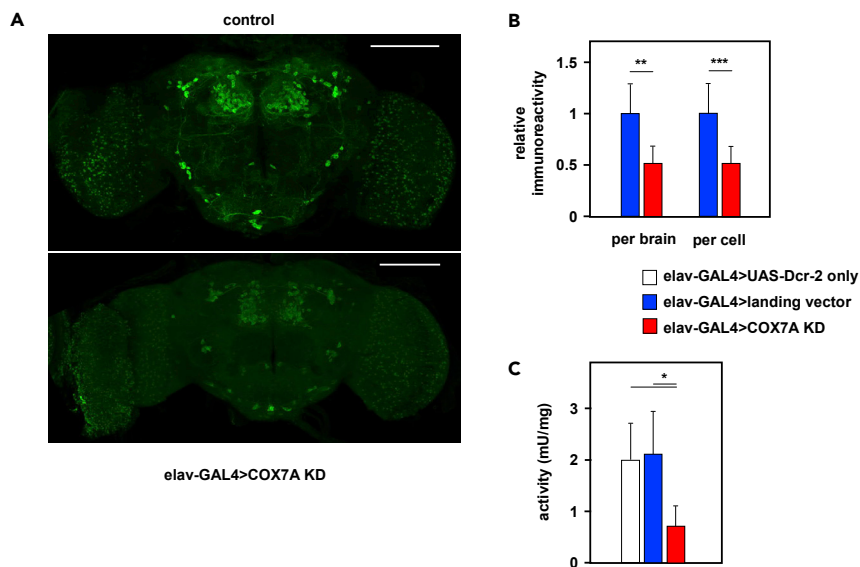 A
control
elav-GAL4>COX7A KD
B
relative
immunoreactivity
1.5
1
0.5
0
**
***
per brain
per cell
elav-GAL4>UAS-Dcr-2 only
elav-GAL4>landing vector
elav-GAL4>COX7A KD
C
activity (mU/mg)
3
2
1
0
*